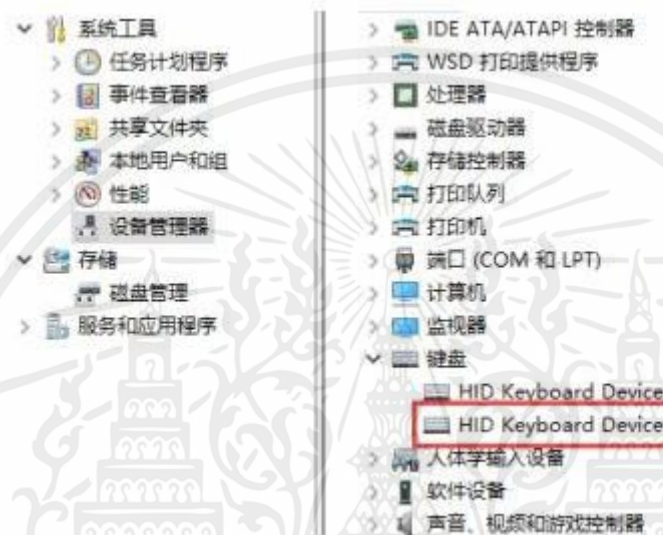 系统工具
任务计划程序
事件查看器
共享文件夹
本地用户和组
性能
设备管理器
存储
磁盘管理
服务和应用程序
IDE ATA/ATAPI 控制器
WSD 打印提供程序
处理器
磁盘驱动器
存储控制器
打印队列
打印机
端口 (COM 和 LPT)
计算机
监视器
键盘
HID Keyboard Device
HID Keyboard Device
人体学输入设备
软件设备
声音、视频和游戏控制器